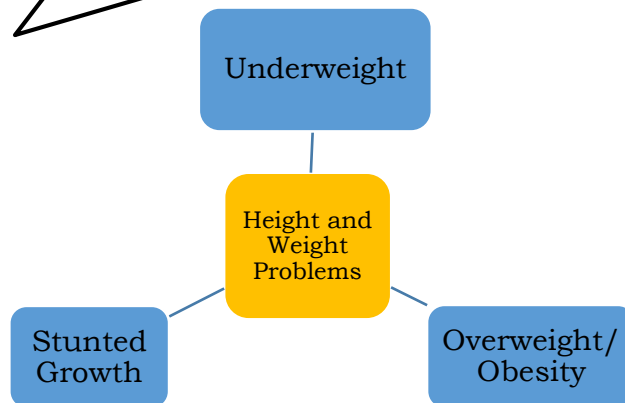 Underweight
Height and
Weight
Problems
Stunted
Growth
Overweight/
Obesity